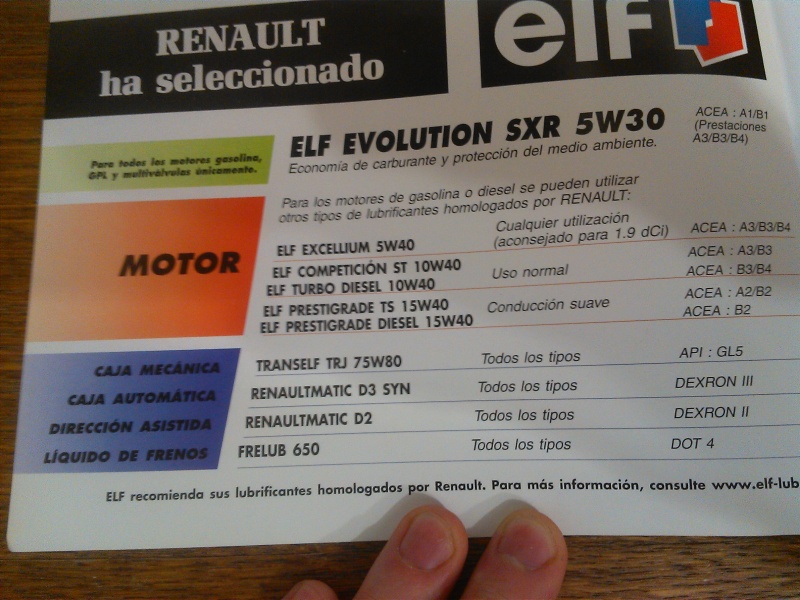 RENAULT
ha seleccionado
elf
Para todos los motores gasolina,
GPL y multiválvulas únicamente.
ELF EVOLUTION SXR 5W30
Economía de carburante y protección del medio ambiente.
ACEA : A1/B1
(Prestaciones
A3/B3/B4)
Para los motores de gasolina o diesel se pueden utilizar
otros tipos de lubrificantes homologados por RENAULT:
MOTOR
ELF EXCELLIUM 5W40
Cualquier utilización
(aconsejado para 1.9 dCi)
ACEA : A3/B3/B4
ELF COMPETICIÓN ST 10W40
ELF TURBO DIESEL 10W40
Uso normal
ACEA : A3/B3
ACEA : B3/B4
ELF PRESTIGRADE TS 15W40
ELF PRESTIGRADE DIESEL 15W40
Conducción suave
ACEA : A2/B2
ACEA : B2
CAJA MECÁNICA TRANSELF TRJ 75W80 Todos los tipos API : GL5
CAJA AUTOMÁTICA RENAULTMATIC D3 SYN Todos los tipos DEXRON III
DIRECCIÓN ASISTIDA RENAULTMATIC D2 Todos los tipos DEXRON II
LÍQUIDO DE FRENOS FRELUB 650 Todos los tipos DOT 4
ELF recomienda sus lubrificantes homologados por Renault. Para más información, consulte www.elf-lub